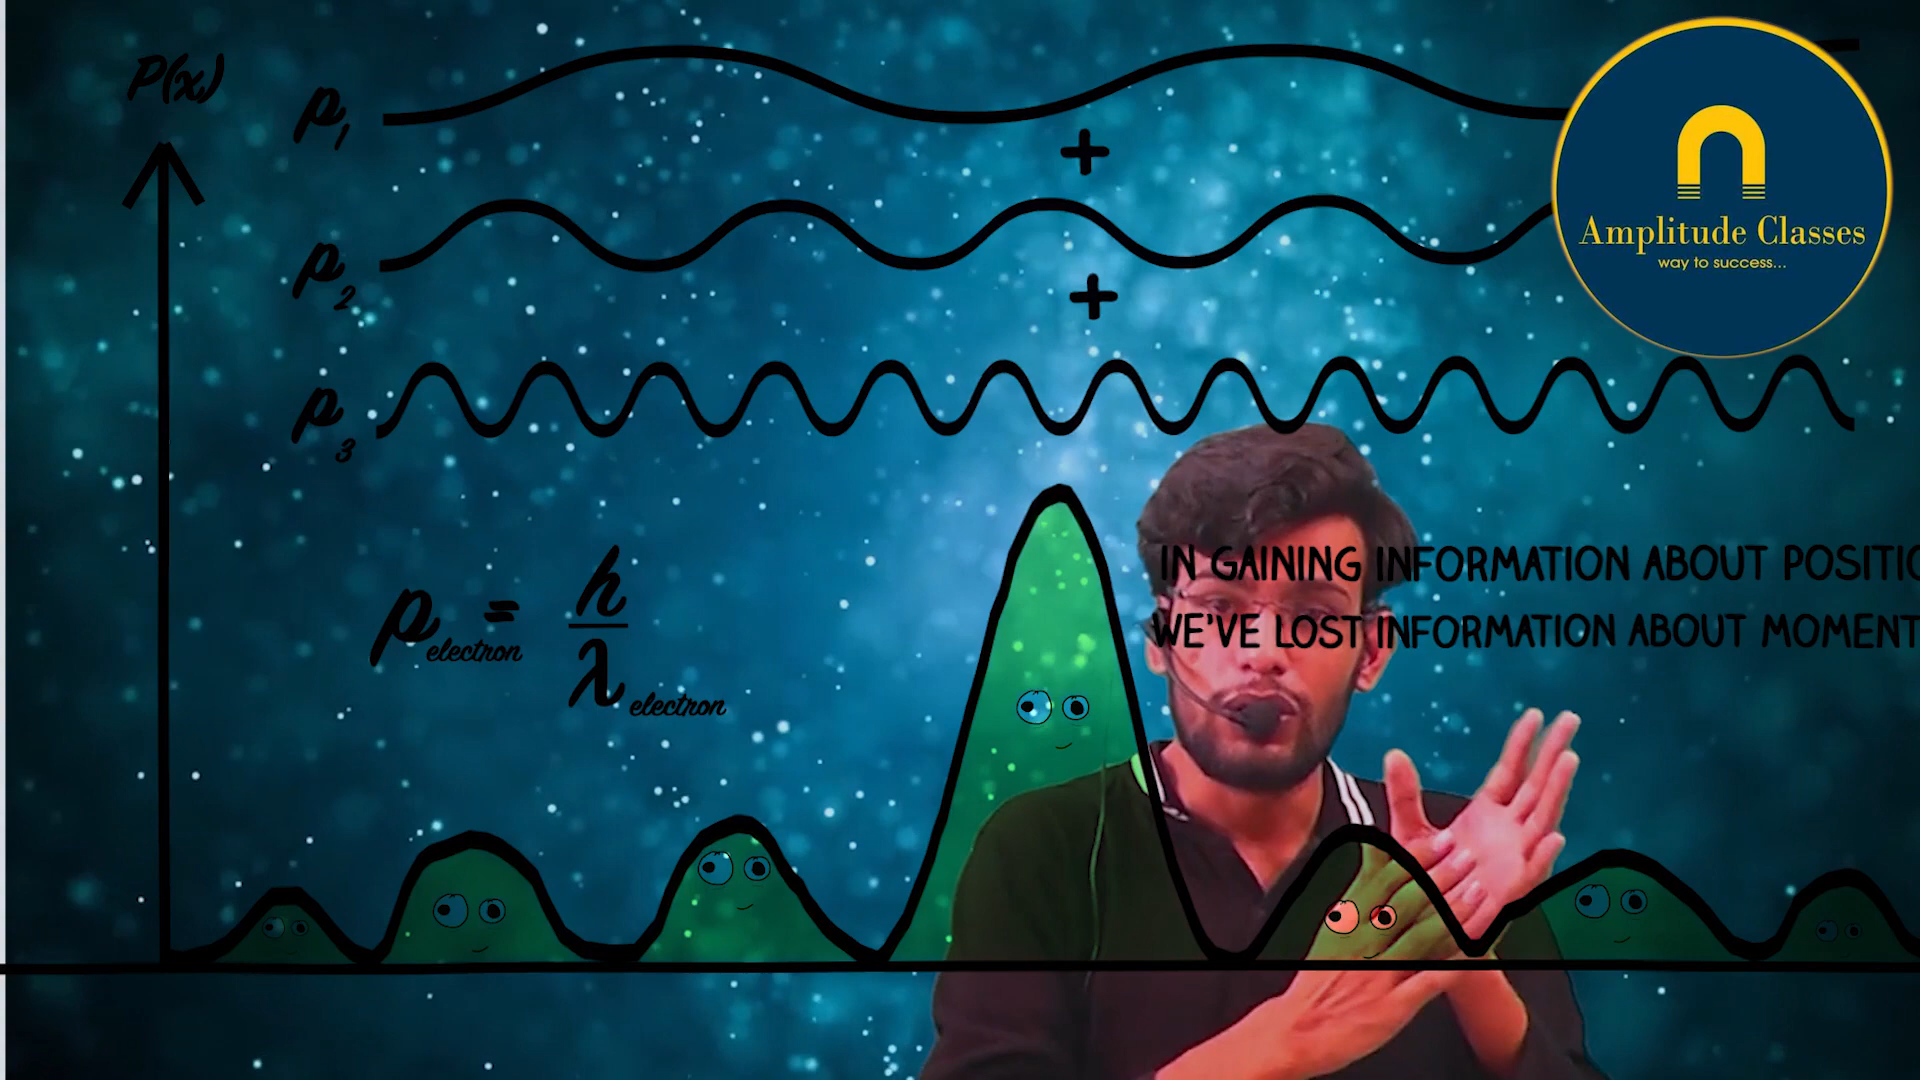 P(x)
p1
+
p2
+
p3
Amplitude Classes
way to success...
IN GAINING INFORMATION ABOUT POSITIO
WE'VE LOST INFORMATION ABOUT MOMENT
p electron = h / λ electron